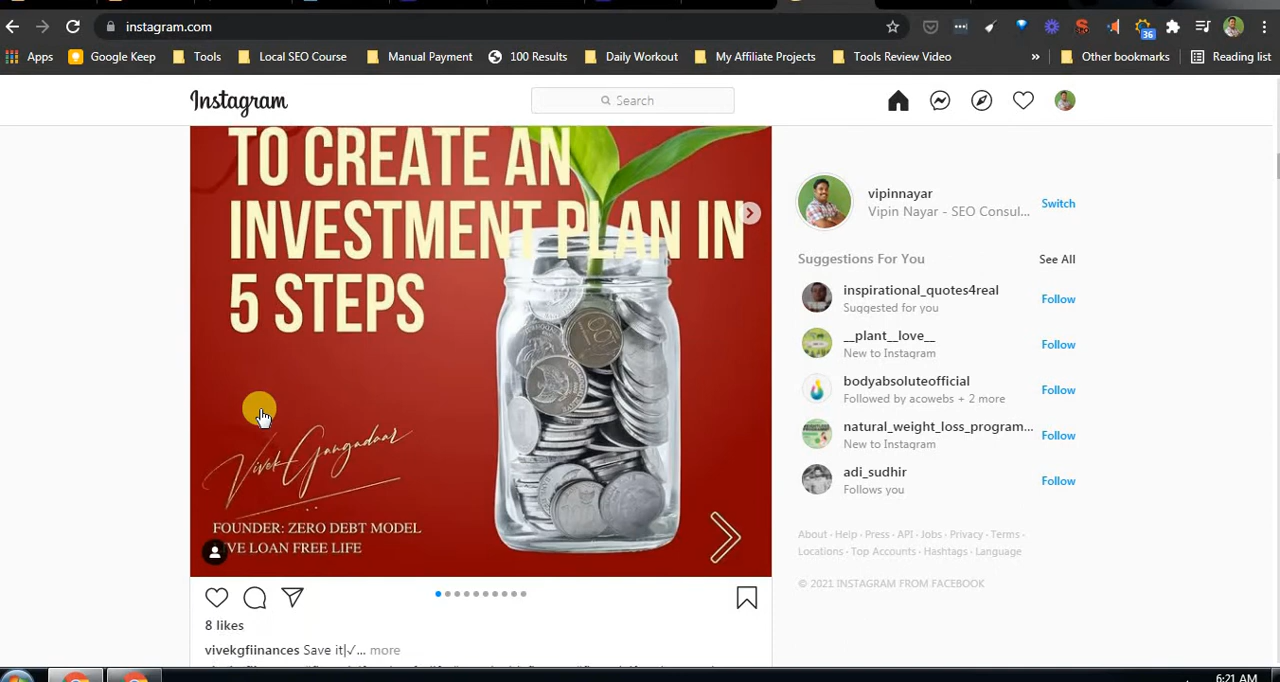 instagram.com
36
Apps
Google Keep
Tools
Local SEO Course
Manual Payment
100 Results
Daily Workout
My Affiliate Projects
Tools Review Video
»
Other bookmarks
Reading list
Instagram
Search
TO CREATE AN
INVESTMENT PLAN IN
5 STEPS
Vivek Gangadaar
FOUNDER: ZERO DEBT MODEL
LOAN FREE LIFE
8 likes
vivekgfiinances Save it|✓... more
vipinnayar
Vipin Nayar - SEO Consul...
Switch
Suggestions For You
See All
inspirational_quotes4real
Suggested for you
Follow
__plant__love__
New to Instagram
Follow
bodyabsoluteofficial
Followed by acowebs + 2 more
Follow
natural_weight_loss_program...
New to Instagram
Follow
adi_sudhir
Follows you
Follow
About · Help · Press · API · Jobs · Privacy · Terms ·
Locations · Top Accounts · Hashtags · Language
© 2021 INSTAGRAM FROM FACEBOOK
6:21 AM